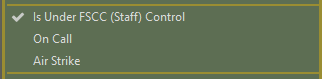 Is Under FSCC (Staff) Control
On Call
Air Strike